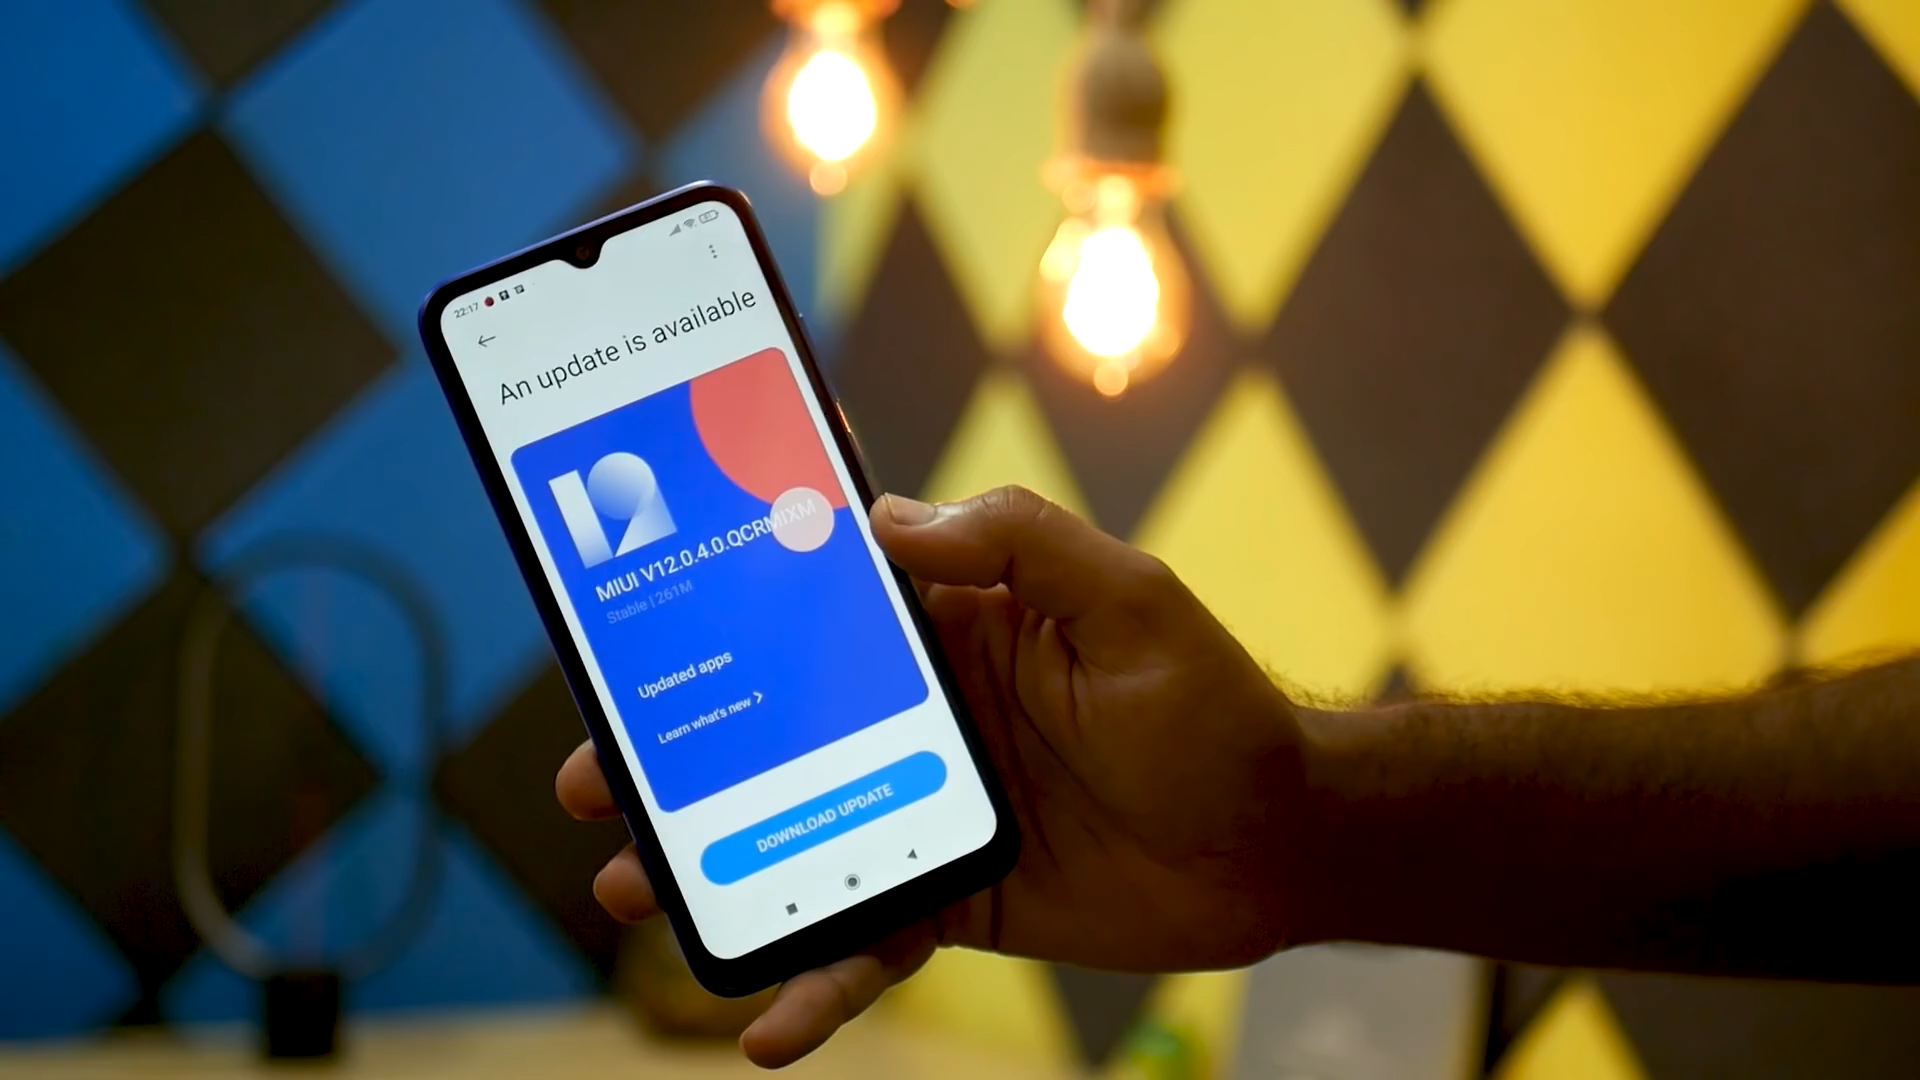 22:17
An update is available
12
MIUI V12.0.4.0.QCRMIXM
Stable | 261M
Updated apps
Learn what's new >
DOWNLOAD UPDATE